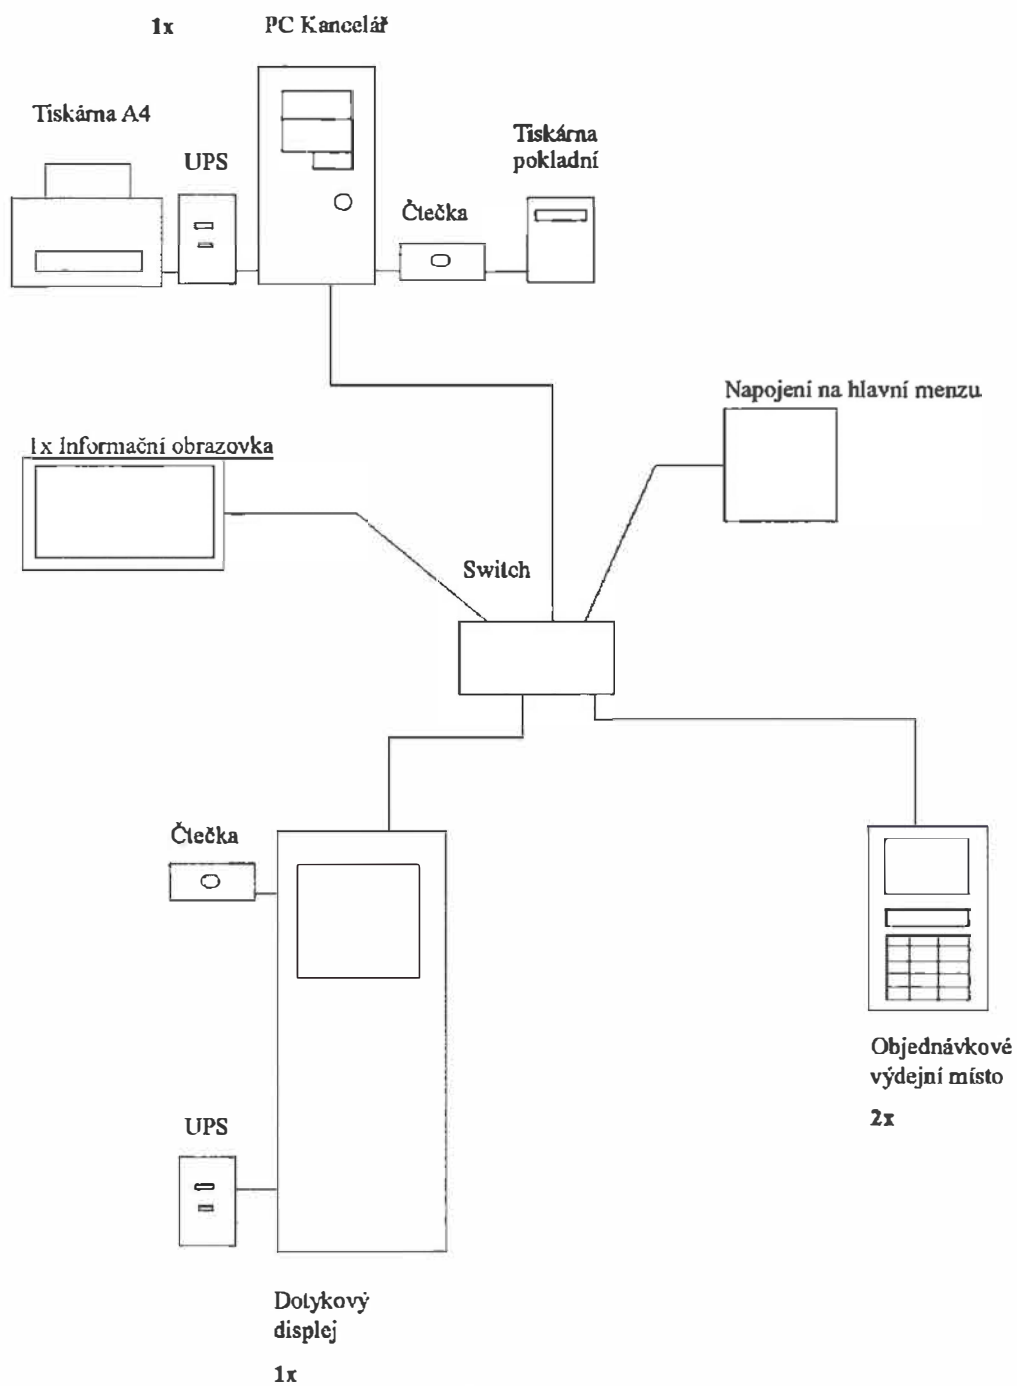 1x
PC Kancelář
Tiskárna A4
UPS
Čtečka
Tiskárna
pokladní
Napojení na hlavní menzu
1x Informační obrazovka
Switch
Čtečka
UPS
Objednávkové
výdejní místo
2x
Dotykový
displej
1x